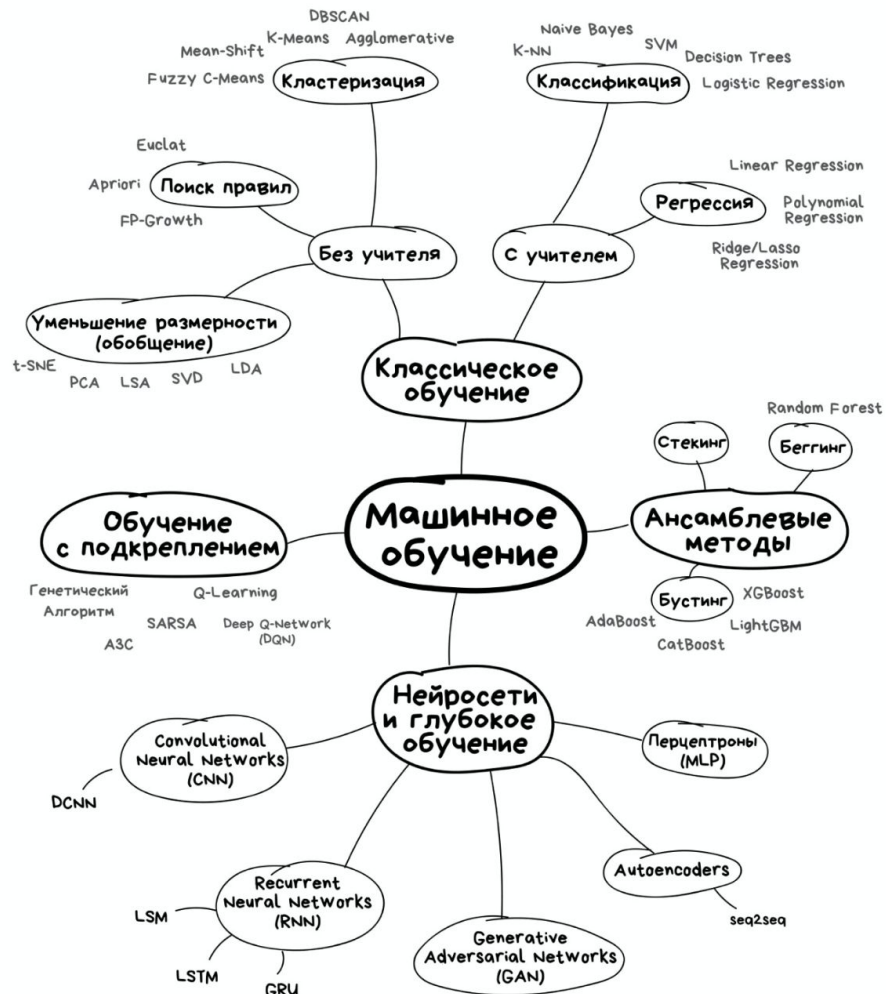 DBSCAN
Mean-Shift
K-Means
Agglomerative
Fuzzy C-Means
Кластеризация
Naive Bayes
K-NN
SVM
Decision Trees
Классификация
Logistic Regression
Euclat
Apriori
Поиск правил
FP-Growth
Linear Regression
Регрессия
Polynomial
Regression
Ridge/Lasso
Regression
Без учителя
С учителем
Уменьшение размерности
(обобщение)
t-SNE
PCA
LSA
SVD
LDA
Классическое
обучение
Random Forest
Стекинг
Беггинг
Машинное
обучение
Обучение
с подкреплением
Генетический
Алгоритм
Q-Learning
SARSA
Deep Q-Network
(DQN)
A3C
Ансамблевые
методы
Бустинг
XGBoost
AdaBoost
LightGBM
CatBoost
Нейросети
и глубокое
обучение
Convolutional
Neural Networks
(CNN)
DCNN
Перцептроны
(MLP)
Recurrent
Neural Networks
(RNN)
LSM
LSTM
GRU
Generative
Adversarial Networks
(GAN)
Autoencoders
seq2seq